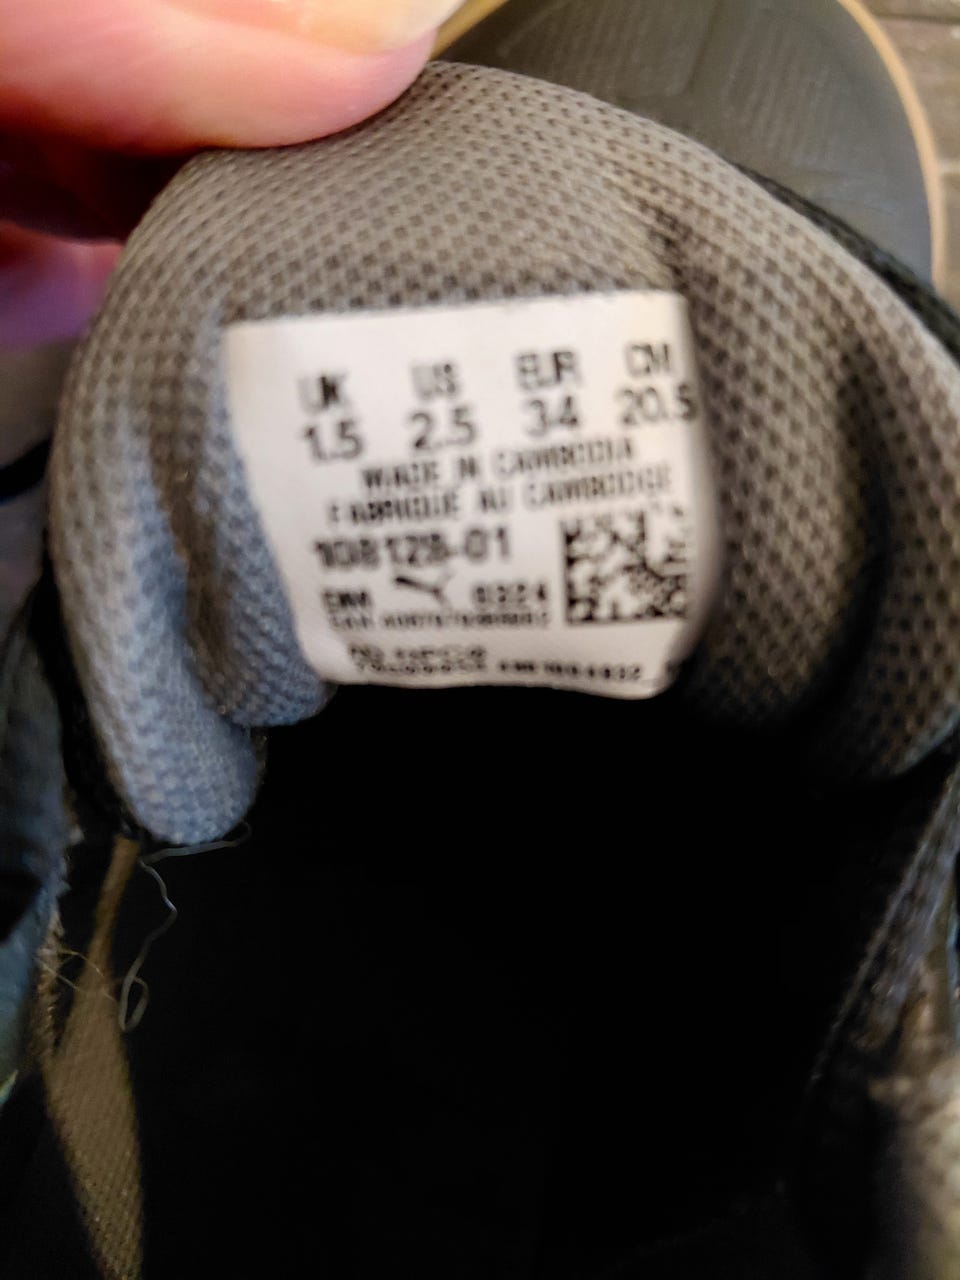 UK US EUR CM
1.5 2.5 34 20.5
MADE IN CAMBODIA
FABRIQUÉ AU CAMBODGE
108128-01
0324